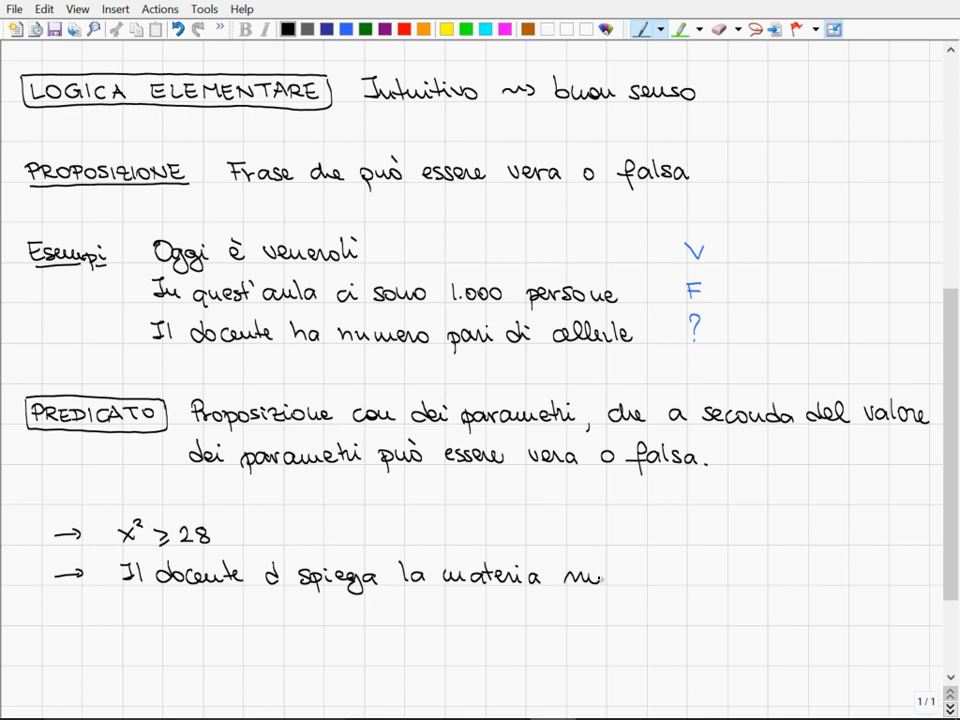 File Edit View Insert Actions Tools Help
B I
LOGICA ELEMENTARE Intuitivo ⇝ buon senso
PROPOSIZIONE Frase che può essere vera o falsa
Esempi Oggi è venerdì V
In quest'aula ci sono 1.000 persone F
Il docente ha numero pari di cellule ?
PREDICATO Proposizione con dei parametri, che a seconda del valore
dei parametri può essere vera o falsa.
→ x² ≥ 28
→ Il docente d spiega la materia m
1 / 1